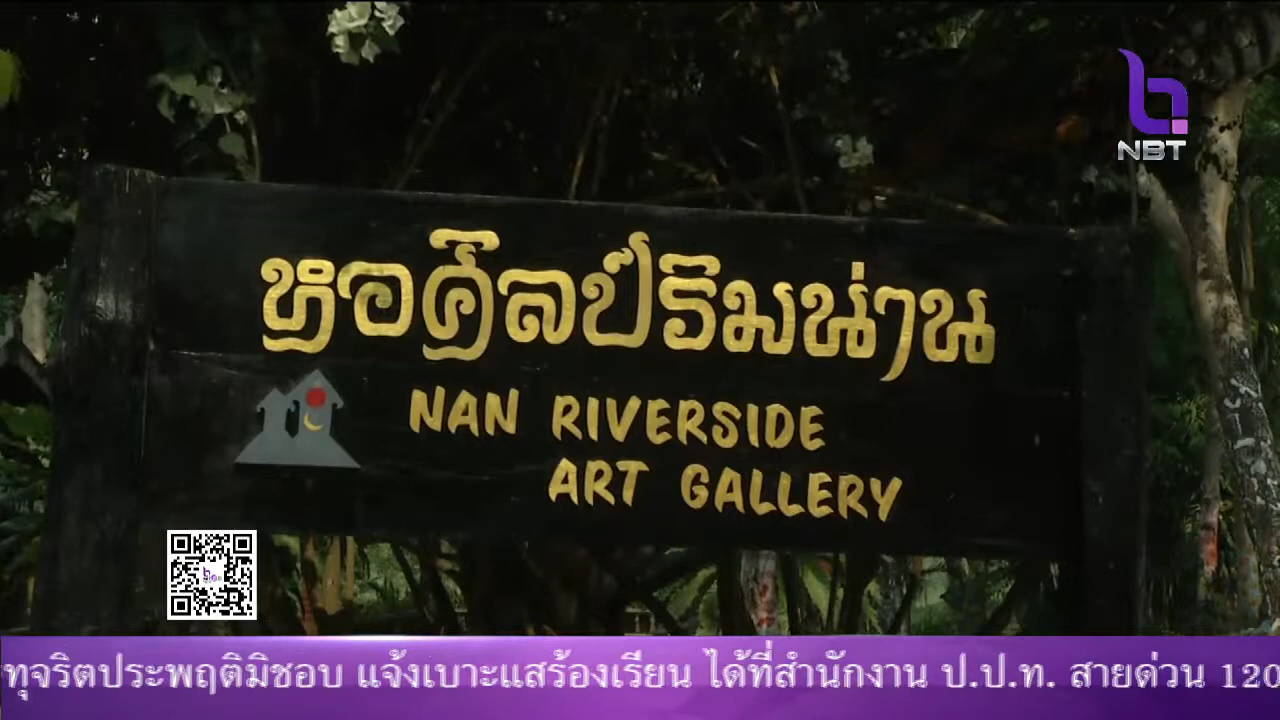 NBT
หอศิลป์ริมน่าน
NAN RIVERSIDE
ART GALLERY
ทุจริตประพฤติมิชอบ แจ้งเบาะแสร้องเรียน ได้ที่สำนักงาน ป.ป.ท. สายด่วน 120